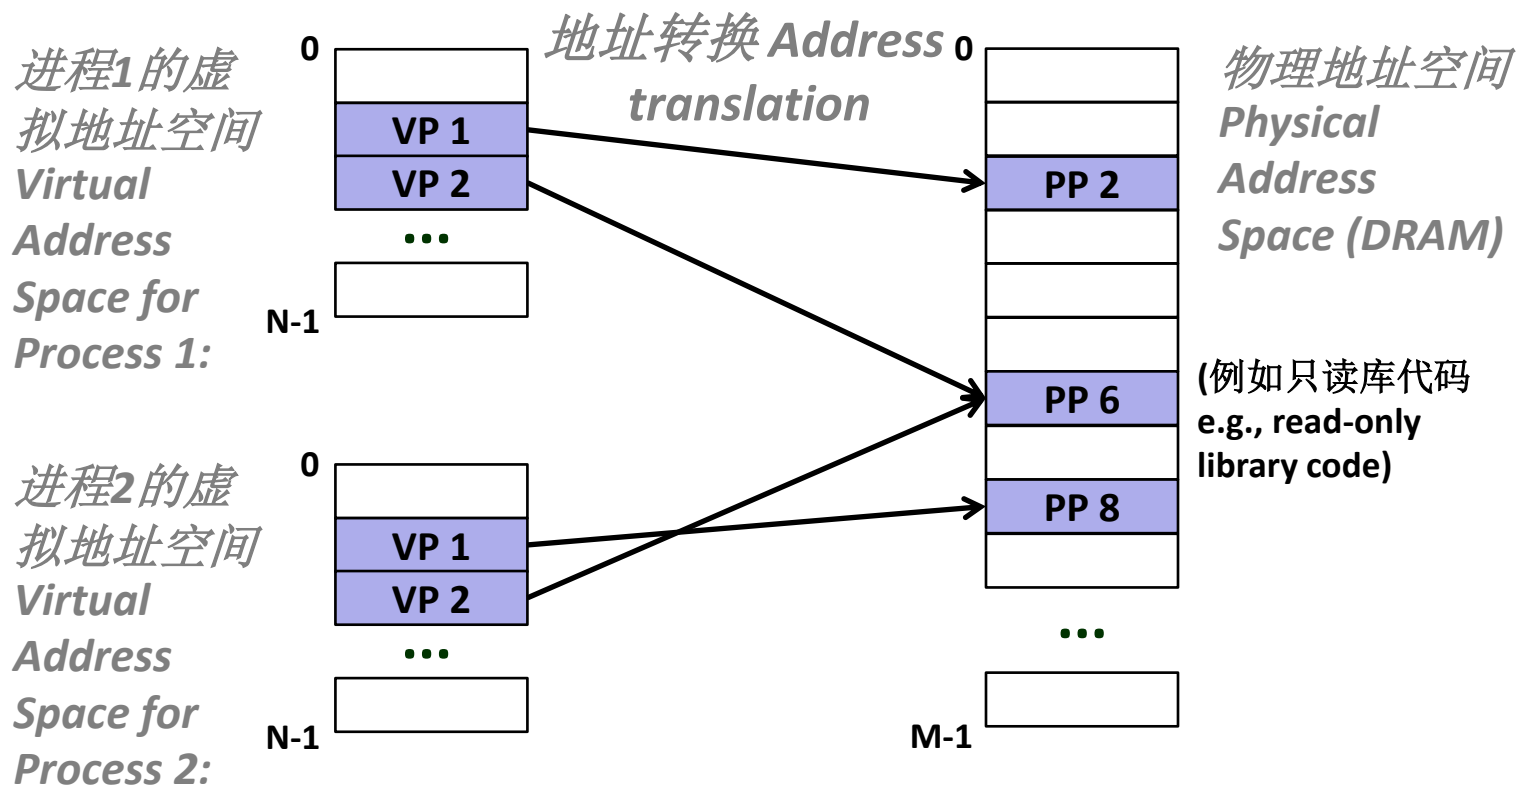 地址转换 Address
translation
进程1的虚
拟地址空间
Virtual
Address
Space for
Process 1:
0
VP 1
VP 2
...
N-1
进程2的虚
拟地址空间
Virtual
Address
Space for
Process 2:
0
VP 1
VP 2
...
N-1
0
PP 2
PP 6
PP 8
...
M-1
物理地址空间
Physical
Address
Space (DRAM)
(例如只读库代码
e.g., read-only
library code)